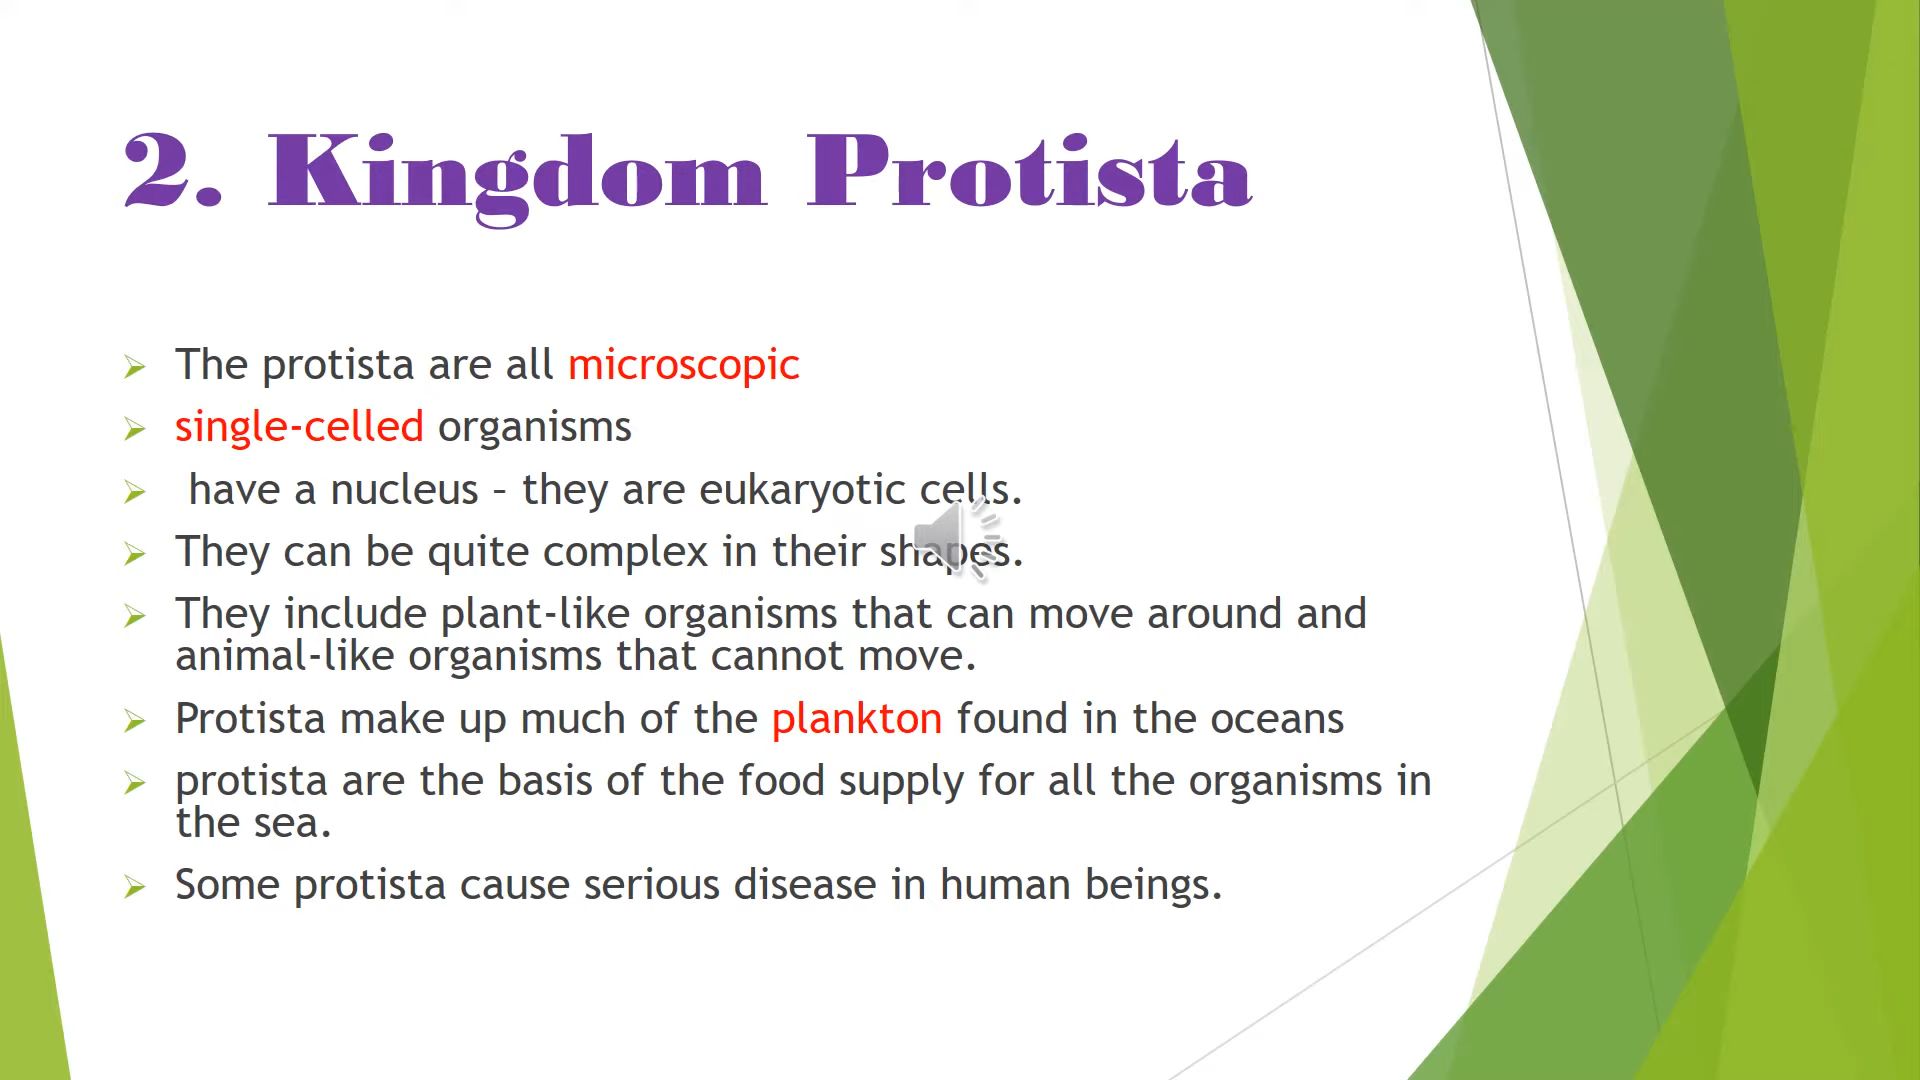 2. Kingdom Protista
The protista are all microscopic
single-celled organisms
have a nucleus – they are eukaryotic cells.
They can be quite complex in their shapes.
They include plant-like organisms that can move around and
animal-like organisms that cannot move.
Protista make up much of the plankton found in the oceans
protista are the basis of the food supply for all the organisms in
the sea.
Some protista cause serious disease in human beings.